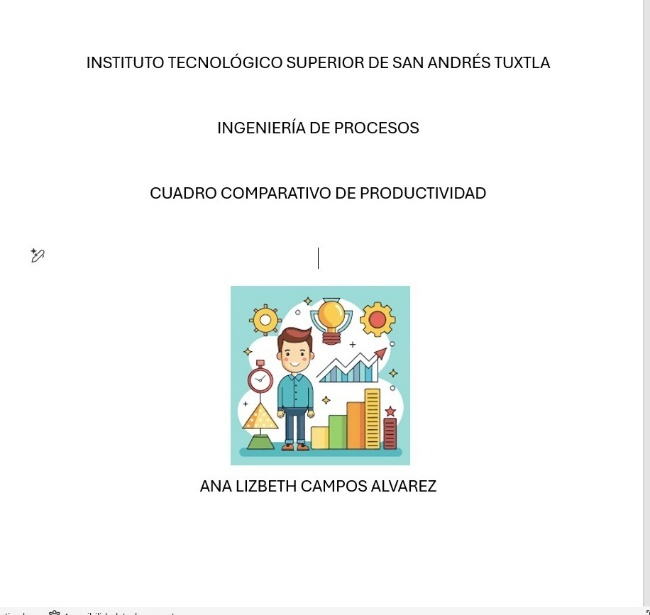 INSTITUTO TECNOLÓGICO SUPERIOR DE SAN ANDRÉS TUXTLA
INGENIERÍA DE PROCESOS
CUADRO COMPARATIVO DE PRODUCTIVIDAD
ANA LIZBETH CAMPOS ALVAREZ